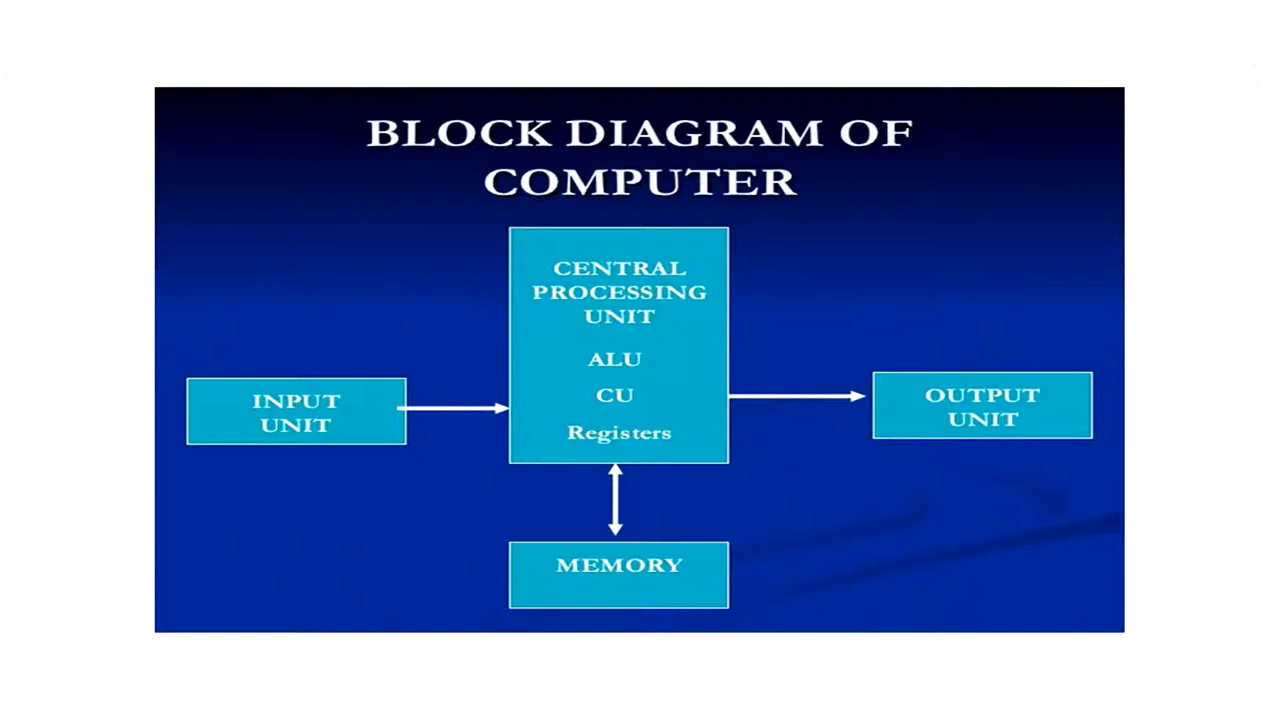 BLOCK DIAGRAM OF
COMPUTER
CENTRAL
PROCESSING
UNIT
ALU
CU
Registers
INPUT
UNIT
OUTPUT
UNIT
MEMORY